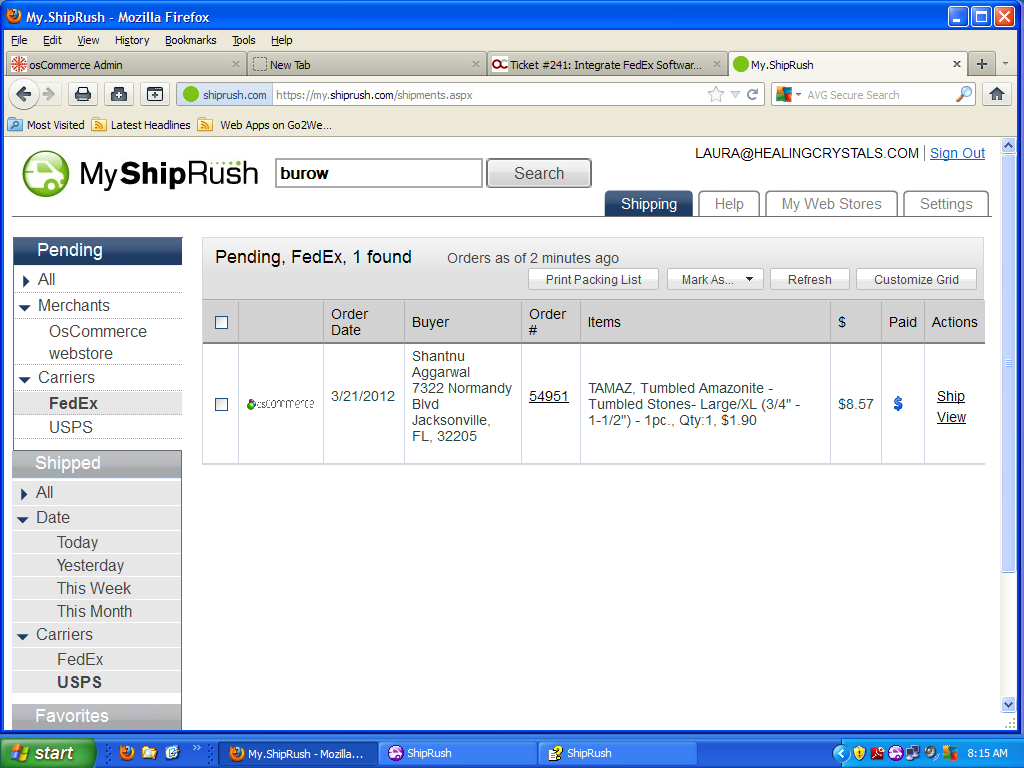 My.ShipRush - Mozilla Firefox
File Edit View History Bookmarks Tools Help
osCommerce Admin
New Tab
Ticket #241: Integrate FedEx Softwar...
My.ShipRush
shiprush.com https://my.shiprush.com/shipments.aspx
AVG Secure Search
Most Visited Latest Headlines Web Apps on Go2We...
LAURA@HEALINGCRYSTALS.COM | Sign Out
MyShipRush
burow
Search
Shipping Help My Web Stores Settings
Pending
All
Merchants
OsCommerce
webstore
Carriers
FedEx
USPS
Shipped
All
Date
Today
Yesterday
This Week
This Month
Carriers
FedEx
USPS
Favorites
Pending, FedEx, 1 found Orders as of 2 minutes ago
Print Packing List Mark As... Refresh Customize Grid
Order
Date
Buyer
Order
#
Items
$
Paid
Actions
osCommerce
3/21/2012
Shantnu
Aggarwal
7322 Normandy
Blvd
Jacksonville,
FL, 32205
54951
TAMAZ, Tumbled Amazonite -
Tumbled Stones- Large/XL (3/4" -
1-1/2") - 1pc., Qty:1, $1.90
$8.57
$
Ship
View
start
My.ShipRush - Mozilla...
ShipRush
ShipRush
8:15 AM